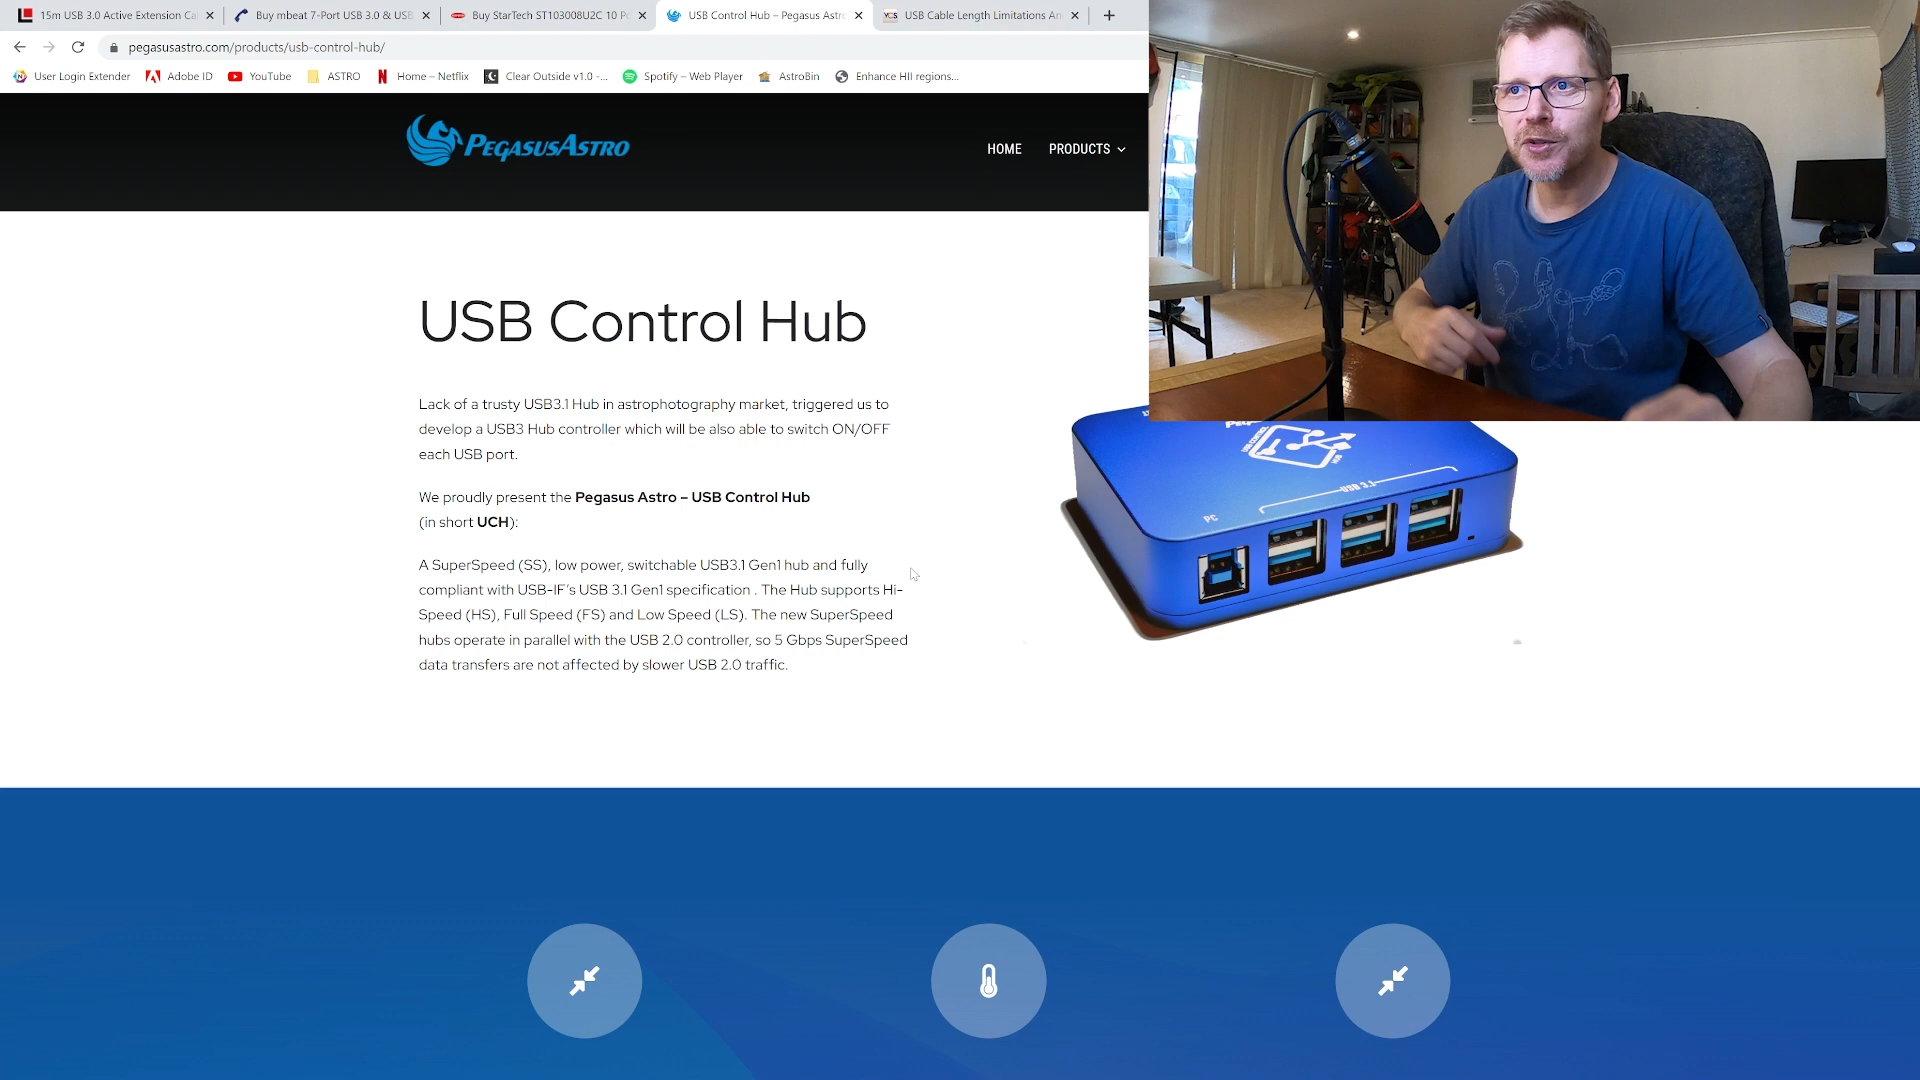 15m USB 3.0 Active Extension Ca
Buy mbeat 7-Port USB 3.0 & USB
Buy StarTech ST103008U2C 10 Po
USB Control Hub – Pegasus Astro
USB Cable Length Limitations An
pegasusastro.com/products/usb-control-hub/
User Login Extender
Adobe ID
YouTube
ASTRO
Home – Netflix
Clear Outside v1.0 -...
Spotify – Web Player
AstroBin
Enhance HII regions...
PEGASUSASTRO
HOME
PRODUCTS
USB Control Hub
Lack of a trusty USB3.1 Hub in astrophotography market, triggered us to
develop a USB3 Hub controller which will be also able to switch ON/OFF
each USB port.
We proudly present the Pegasus Astro – USB Control Hub
(in short UCH):
A SuperSpeed (SS), low power, switchable USB3.1 Gen1 hub and fully
compliant with USB-IF’s USB 3.1 Gen1 specification . The Hub supports Hi-
Speed (HS), Full Speed (FS) and Low Speed (LS). The new SuperSpeed
hubs operate in parallel with the USB 2.0 controller, so 5 Gbps SuperSpeed
data transfers are not affected by slower USB 2.0 traffic.
USB CONTROL
HUB
USB 3.1
PC